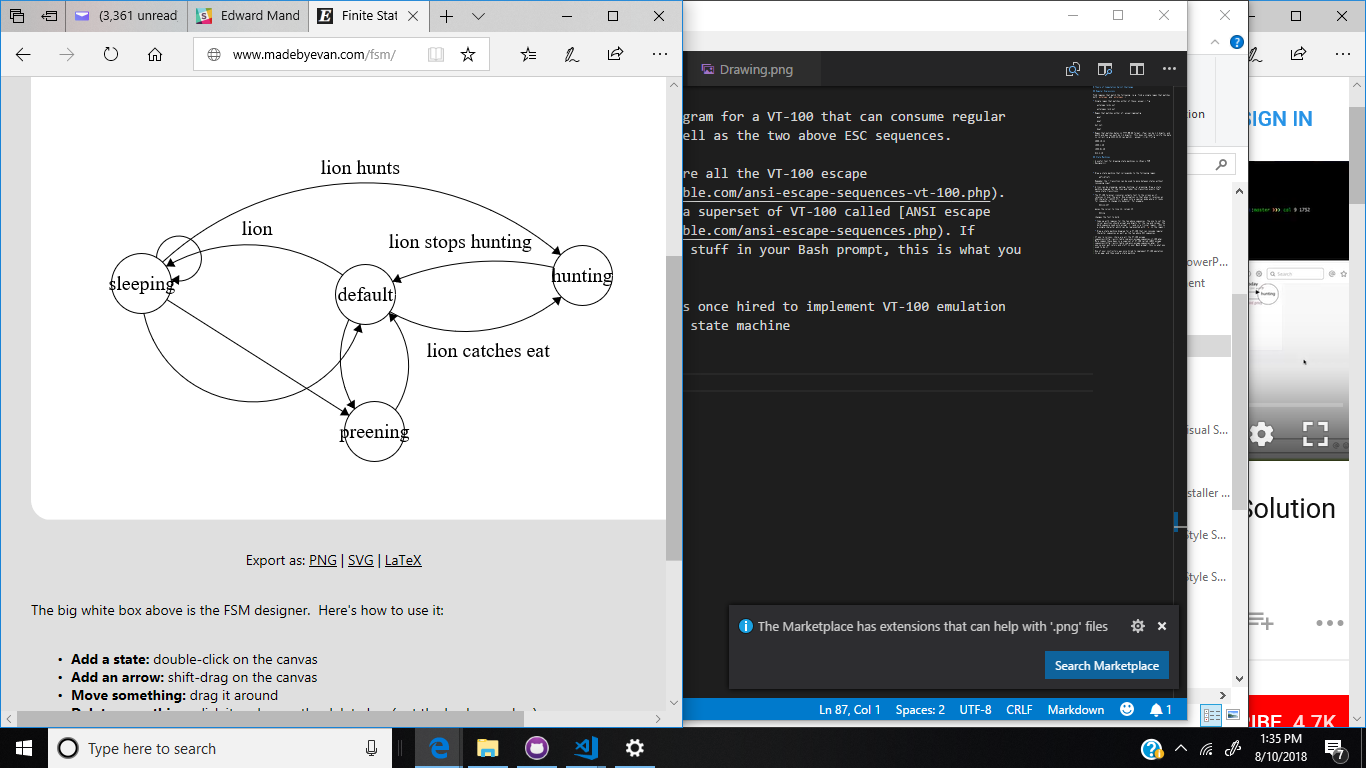 (3,361 unread
Edward Mand
Finite Stat
www.madebyevan.com/fsm/
lion hunts
lion
lion stops hunting
sleeping
default
hunting
lion catches eat
preening
Export as: PNG | SVG | LaTeX
The big white box above is the FSM designer. Here's how to use it:
• Add a state: double-click on the canvas
• Add an arrow: shift-drag on the canvas
• Move something: drag it around
Drawing.png
gram for a VT-100 that can consume regular
ell as the two above ESC sequences.
re all the VT-100 escape
ble.com/ansi-escape-sequences-vt-100.php).
a superset of VT-100 called [ANSI escape
ble.com/ansi-escape-sequences.php). If
stuff in your Bash prompt, this is what you
s once hired to implement VT-100 emulation
state machine
The Marketplace has extensions that can help with '.png' files
Search Marketplace
Ln 87, Col 1 Spaces: 2 UTF-8 CRLF Markdown 1
tion
owerP...
ent
isual S...
staller ...
Style S...
Style S...
SIGN IN
cal 9 1752
Search
hunting
Solution
RIBE 4.7K
Type here to search
1:35 PM
8/10/2018
7